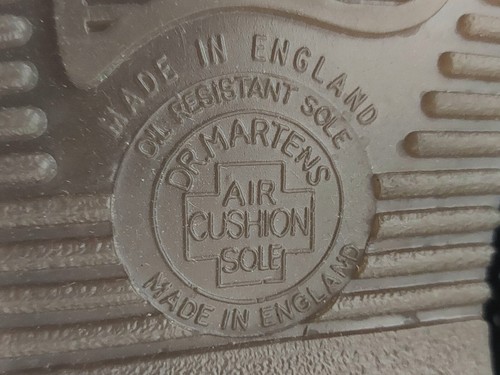 MADE IN ENGLAND
OIL RESISTANT SOLE
DR. MARTENS
AIR
CUSHION
SOLE
MADE IN ENGLAND